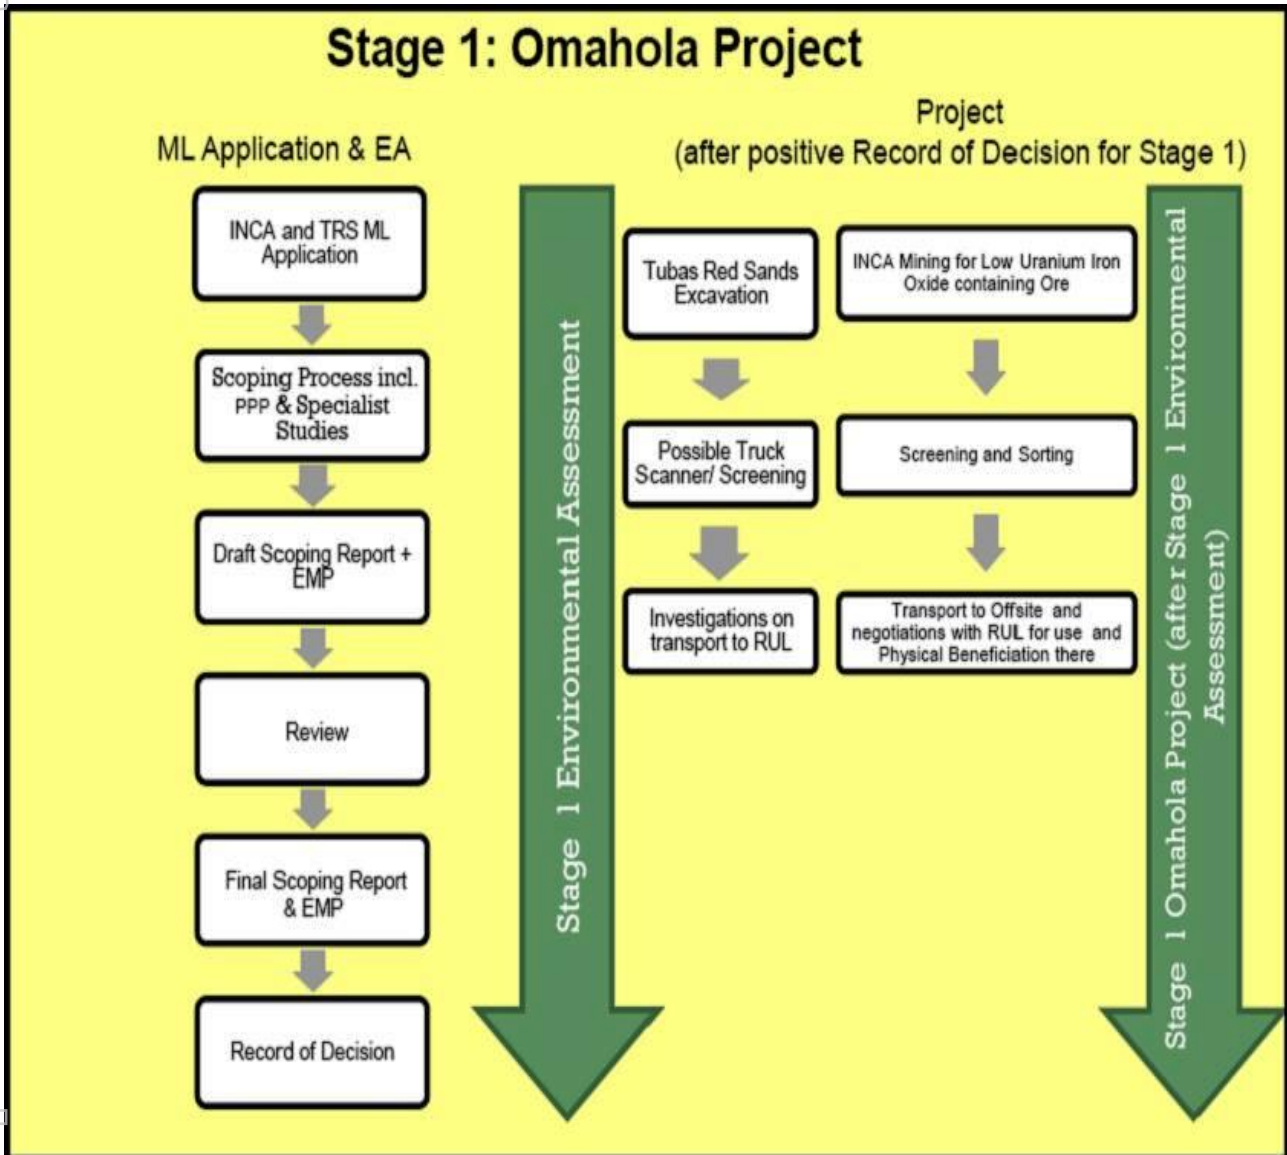 Stage 1: Omahola Project
ML Application & EA
INCA and TRS ML
Application
Scoping Process incl.
PPP & Specialist
Studies
Draft Scoping Report +
EMP
Review
Final Scoping Report
& EMP
Record of Decision
Stage 1 Environmental Assessment
Project
(after positive Record of Decision for Stage 1)
Tubas Red Sands
Excavation
Possible Truck
Scanner/ Screening
Investigations on
transport to RUL
INCA Mining for Low Uranium Iron
Oxide containing Ore
Screening and Sorting
Transport to Offsite and
negotiations with RUL for use and
Physical Beneficiation there
Stage 1 Omahola Project (after Stage 1 Environmental
Assessment)